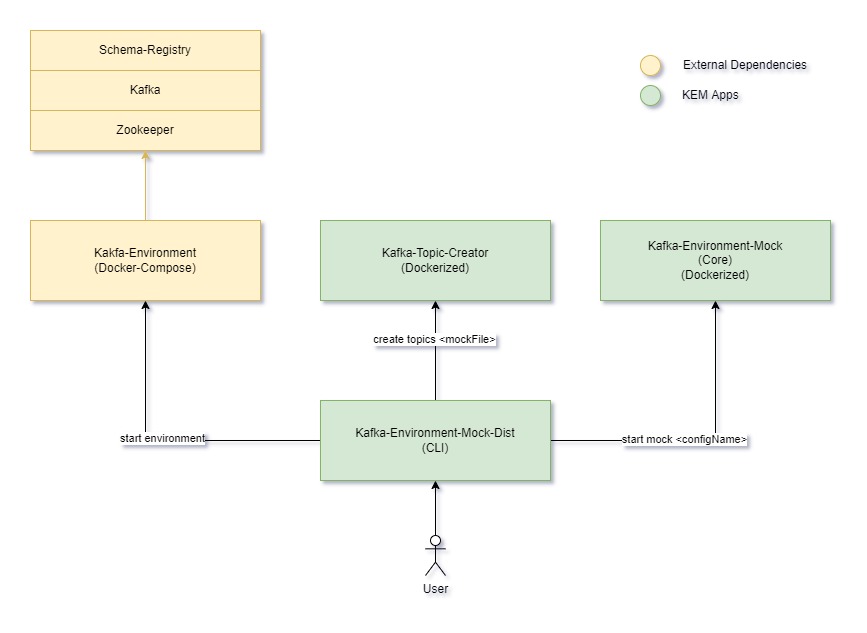 Schema-Registry
Kafka
Zookeeper
External Dependencies
KEM Apps
Kakfa-Environment
(Docker-Compose)
Kafka-Topic-Creator
(Dockerized)
Kafka-Environment-Mock
(Core)
(Dockerized)
create topics <mockFile>
start environment
Kafka-Environment-Mock-Dist
(CLI)
start mock <configName>
User